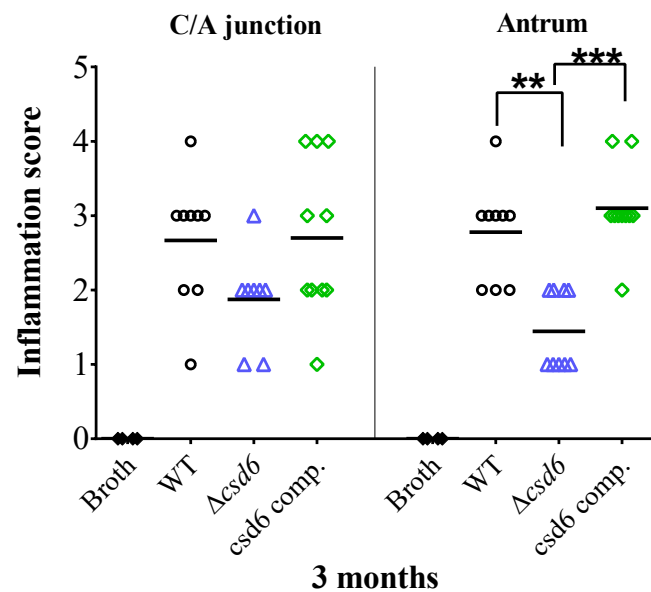 C/A junction Antrum
5
4
3
2
1
0
** ***
Inflammation score
Broth WT Δcsd6 csd6 comp. Broth WT Δcsd6 csd6 comp.
3 months